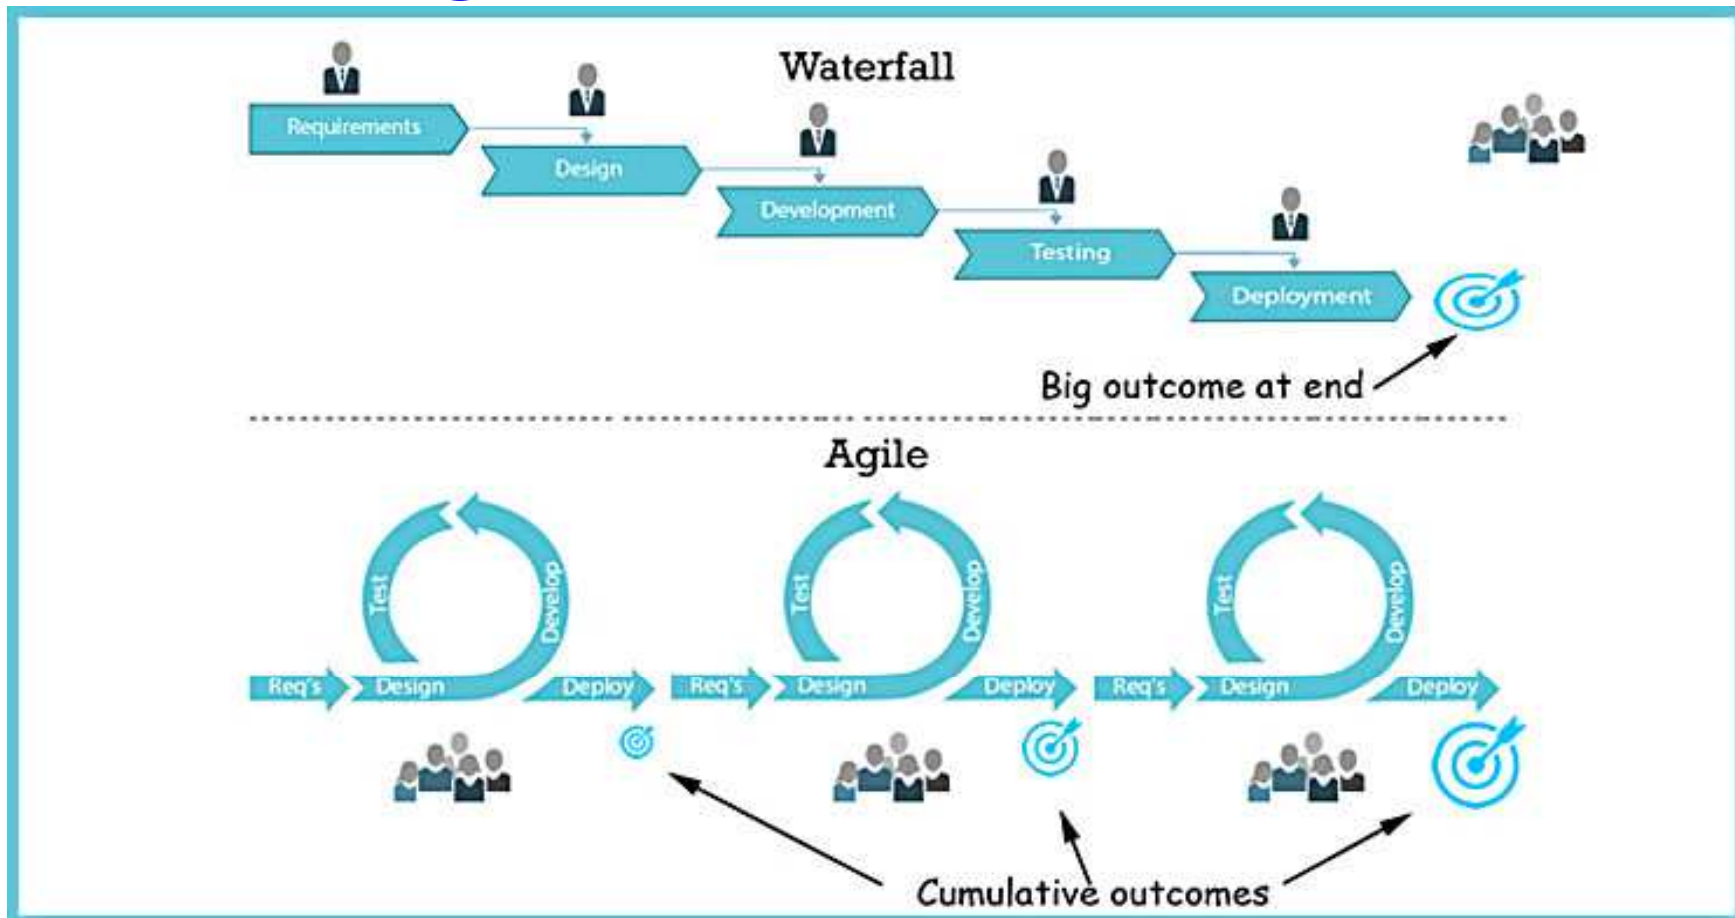 Waterfall
Requirements
Design
Development
Testing
Deployment
Big outcome at end
Agile
Test
Develop
Req's
Design
Deploy
Test
Develop
Req's
Design
Deploy
Test
Develop
Req's
Design
Deploy
Cumulative outcomes